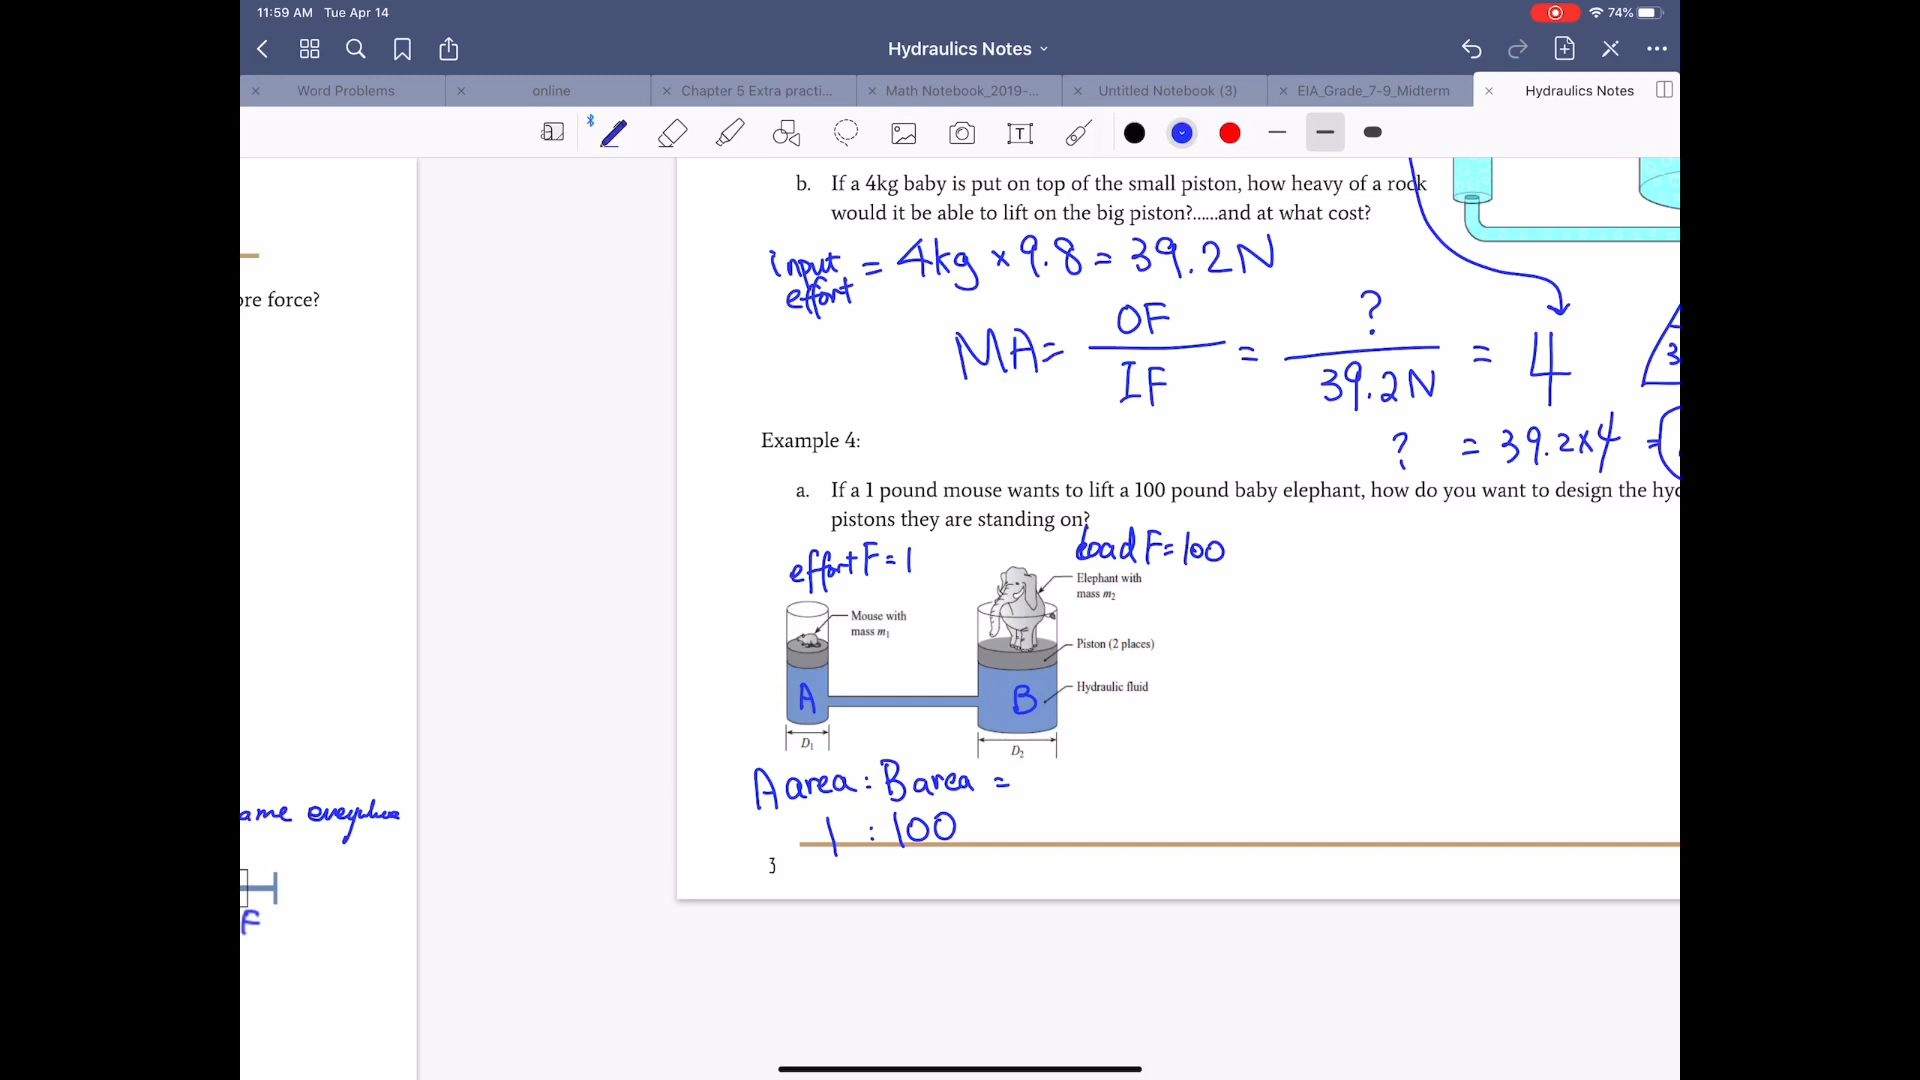 11:59 AM Tue Apr 14
74%
Hydraulics Notes
Word Problems
online
Chapter 5 Extra practi...
Math Notebook_2019-...
Untitled Notebook (3)
EIA_Grade_7-9_Midterm
Hydraulics Notes
ore force?
ame
F
b. If a 4kg baby is put on top of the small piston, how heavy of a rock
would it be able to lift on the big piston?......and at what cost?
input effort = 4kg × 9.8 = 39.2N
MA = OF / IF = ? / 39.2N = 4
3
? = 39.2×4 =
Example 4:
a. If a 1 pound mouse wants to lift a 100 pound baby elephant, how do you want to design the hyd
pistons they are standing on?
effort F = 1
load F = 100
Elephant with
mass m₂
Mouse with
mass m₁
Piston (2 places)
Hydraulic fluid
A
B
D₁
D₂
A area : B area =
1 : 100
3